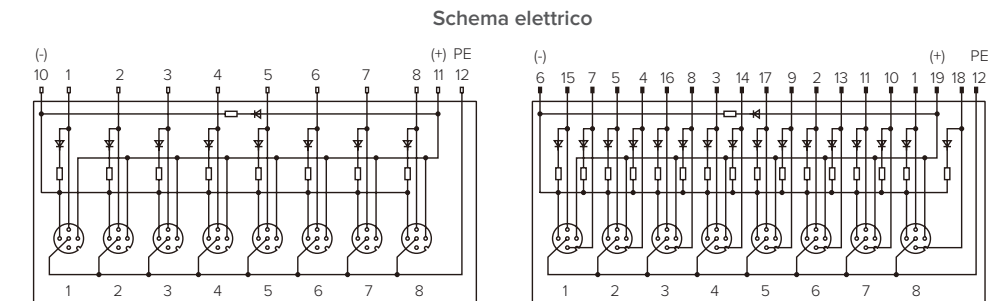 Schema elettrico
(-) (+) PE
10 1 2 3 4 5 6 7 8 11 12
1 2 3 4 5 6 7 8
(-) (+) PE
6 15 7 5 4 16 8 3 14 17 9 2 13 11 10 1 19 18 12
1 2 3 4 5 6 7 8